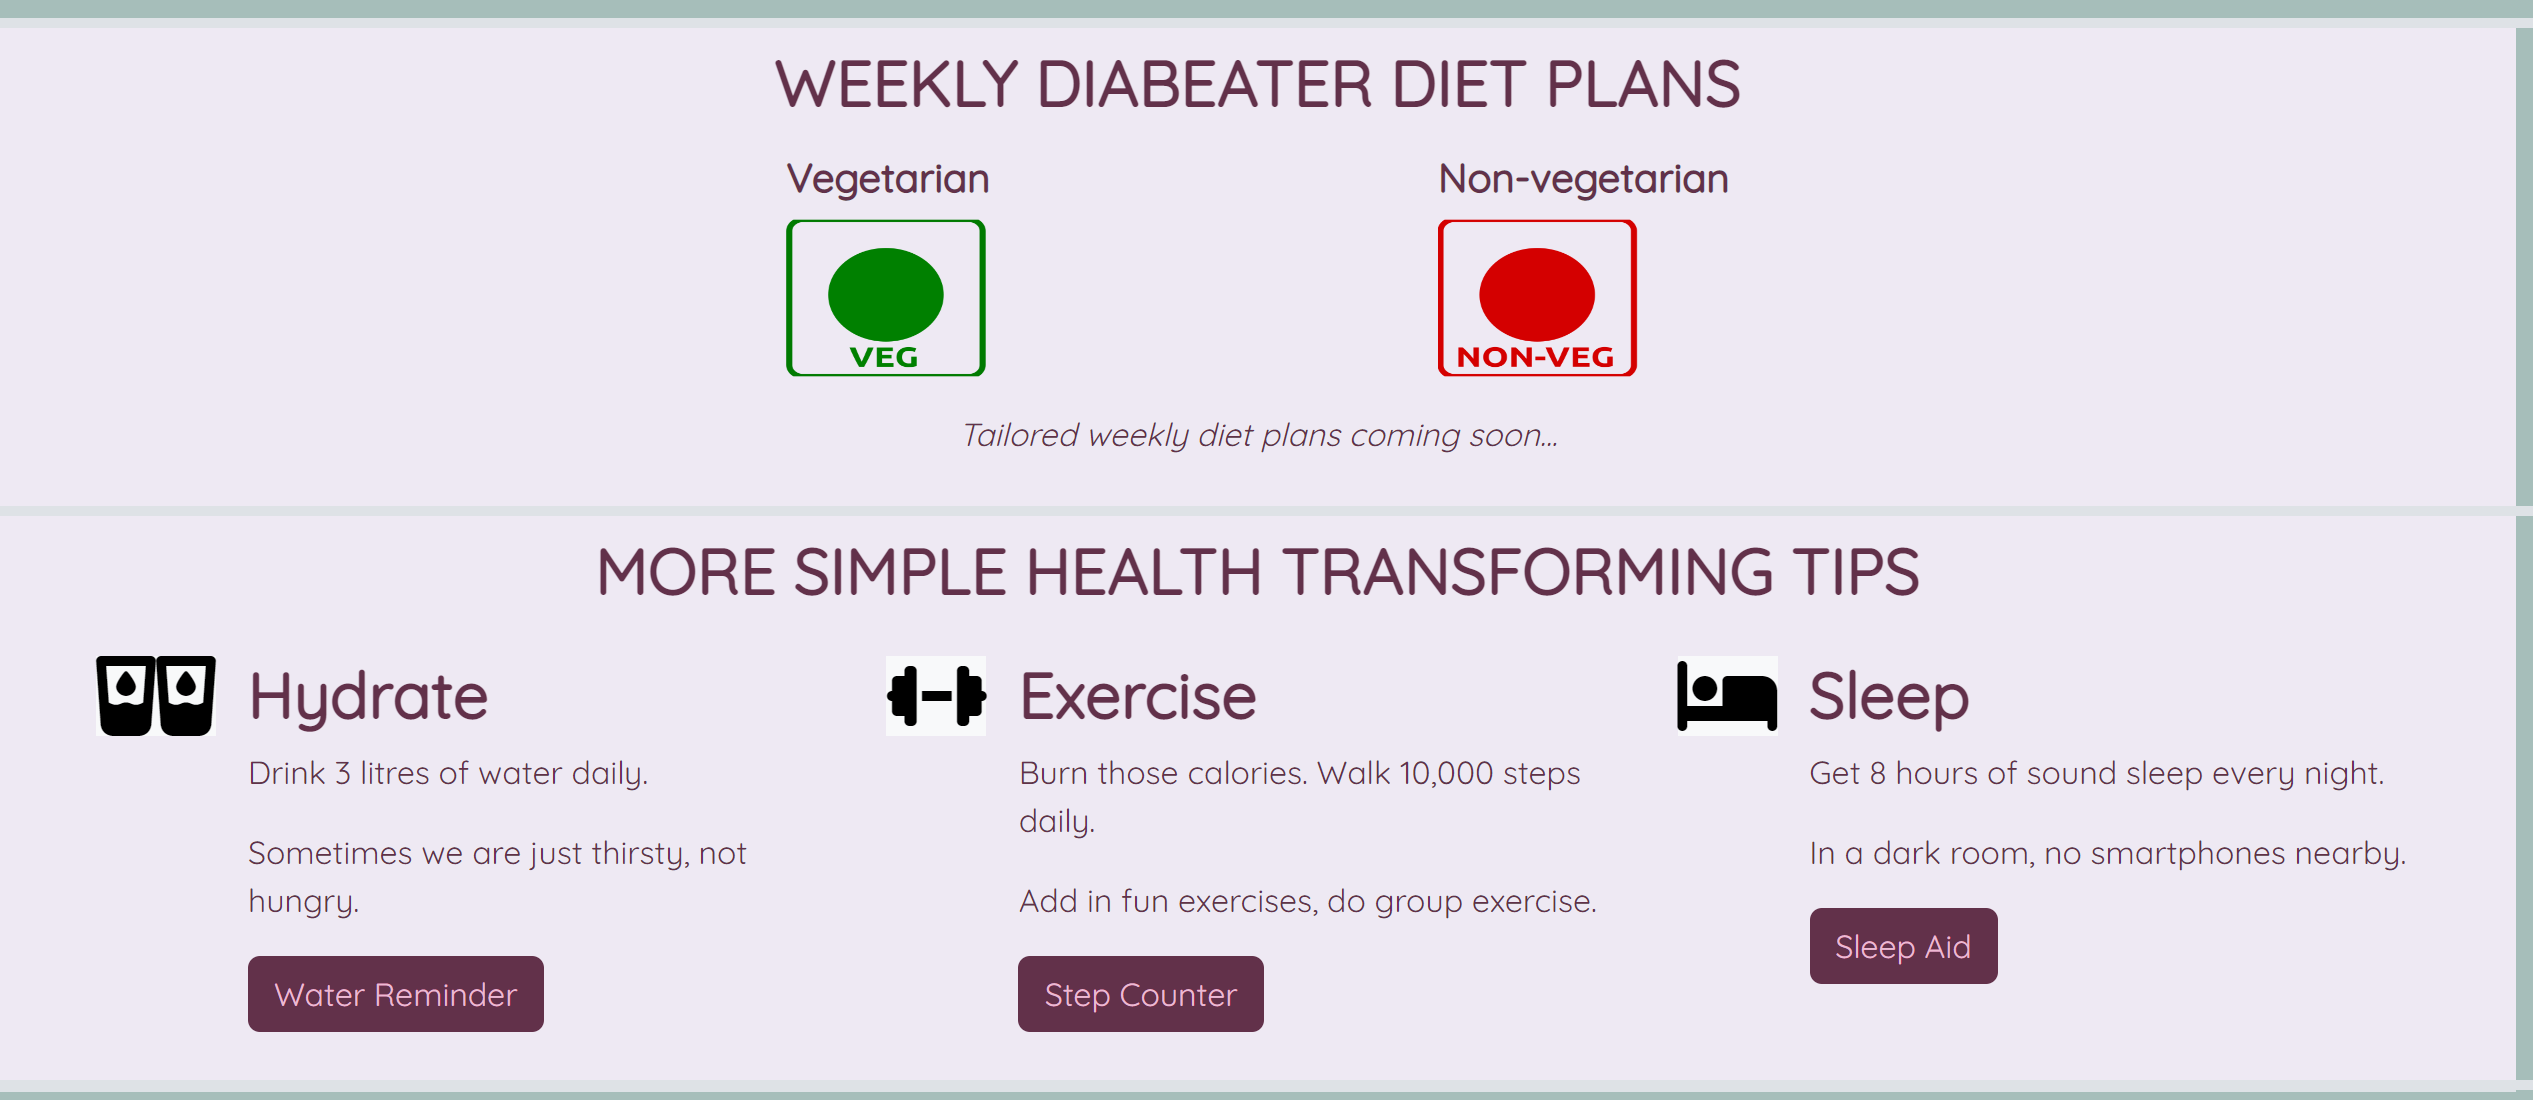 WEEKLY DIABEATER DIET PLANS
Vegetarian
Non-vegetarian
VEG
NON-VEG
Tailored weekly diet plans coming soon...
MORE SIMPLE HEALTH TRANSFORMING TIPS
Hydrate
Drink 3 litres of water daily.
Sometimes we are just thirsty, not
hungry.
Water Reminder
Exercise
Burn those calories. Walk 10,000 steps
daily.
Add in fun exercises, do group exercise.
Step Counter
Sleep
Get 8 hours of sound sleep every night.
In a dark room, no smartphones nearby.
Sleep Aid